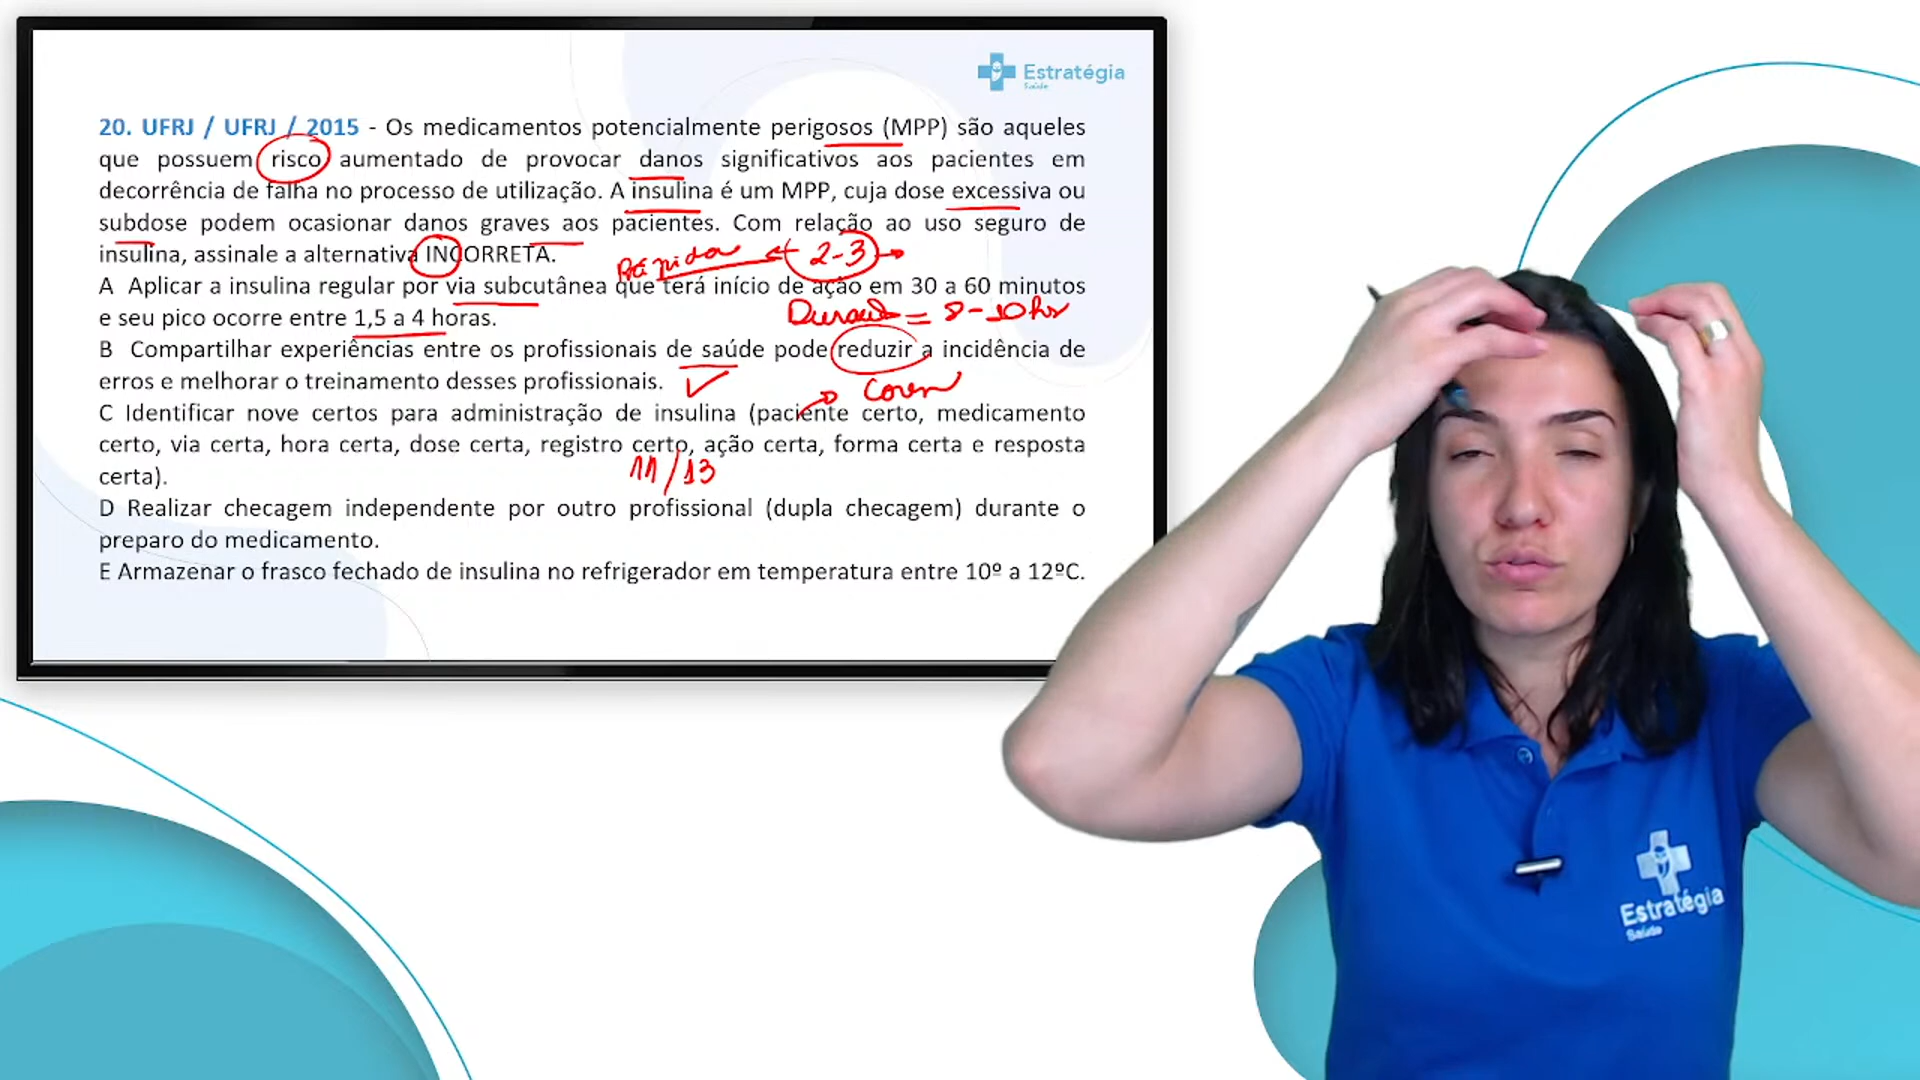 Estratégia
Saúde
20. UFRJ / UFRJ / 2015 - Os medicamentos potencialmente perigosos (MPP) são aqueles
que possuem risco aumentado de provocar danos significativos aos pacientes em
decorrência de falha no processo de utilização. A insulina é um MPP, cuja dose excessiva ou
subdose podem ocasionar danos graves aos pacientes. Com relação ao uso seguro de
insulina, assinale a alternativa INCORRETA.
Rápida
2-3
A Aplicar a insulina regular por via subcutânea que terá início de ação em 30 a 60 minutos
e seu pico ocorre entre 1,5 a 4 horas.
= 8-10hr
B Compartilhar experiências entre os profissionais de saúde pode reduzir a incidência de
erros e melhorar o treinamento desses profissionais.
Coren
C Identificar nove certos para administração de insulina (paciente certo, medicamento
certo, via certa, hora certa, dose certa, registro certo, ação certa, forma certa e resposta
certa).
11/13
D Realizar checagem independente por outro profissional (dupla checagem) durante o
preparo do medicamento.
E Armazenar o frasco fechado de insulina no refrigerador em temperatura entre 10º a 12ºC.
Estratégia
Saúde